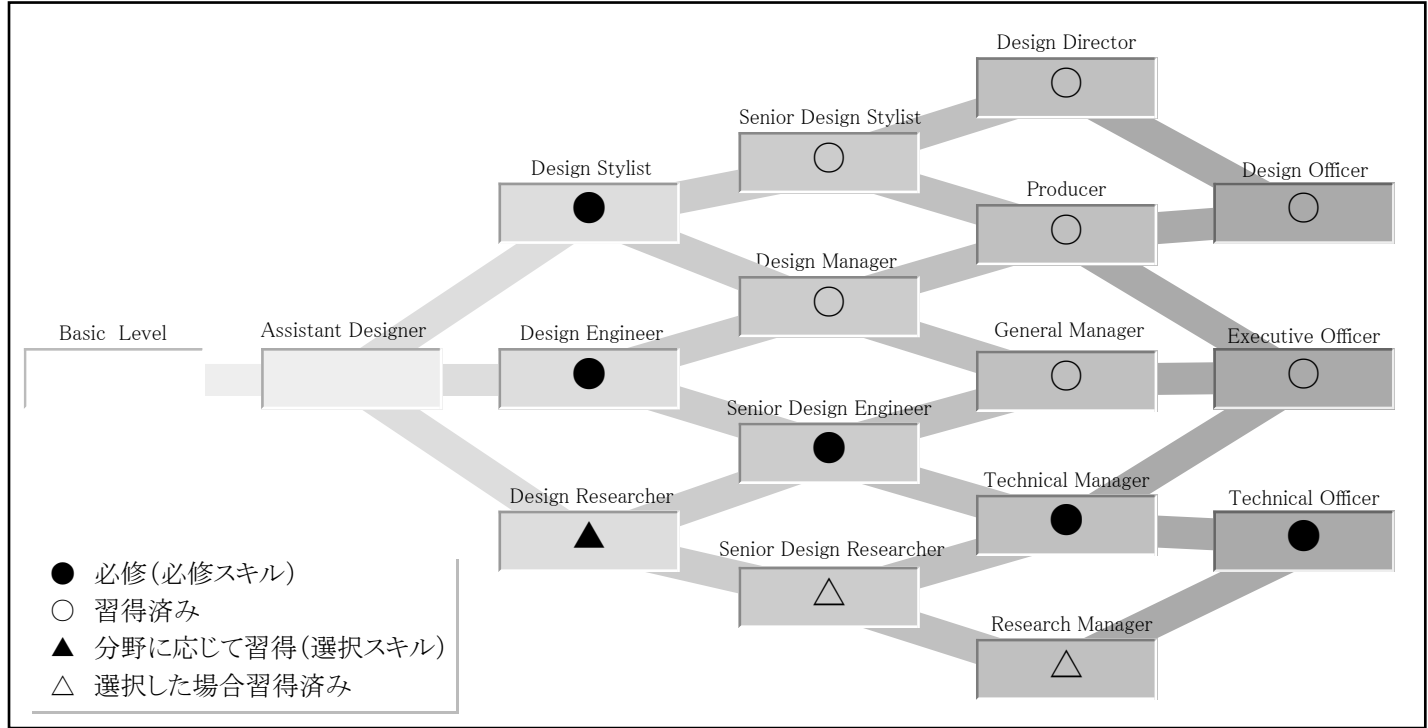 Design Director
Senior Design Stylist
Design Stylist
Producer
Design Officer
Design Manager
Basic Level
Assistant Designer
Design Engineer
General Manager
Executive Officer
Senior Design Engineer
Design Researcher
Technical Manager
Technical Officer
Senior Design Researcher
Research Manager
● 必修(必修スキル)
○ 習得済み
▲ 分野に応じて習得(選択スキル)
△ 選択した場合習得済み